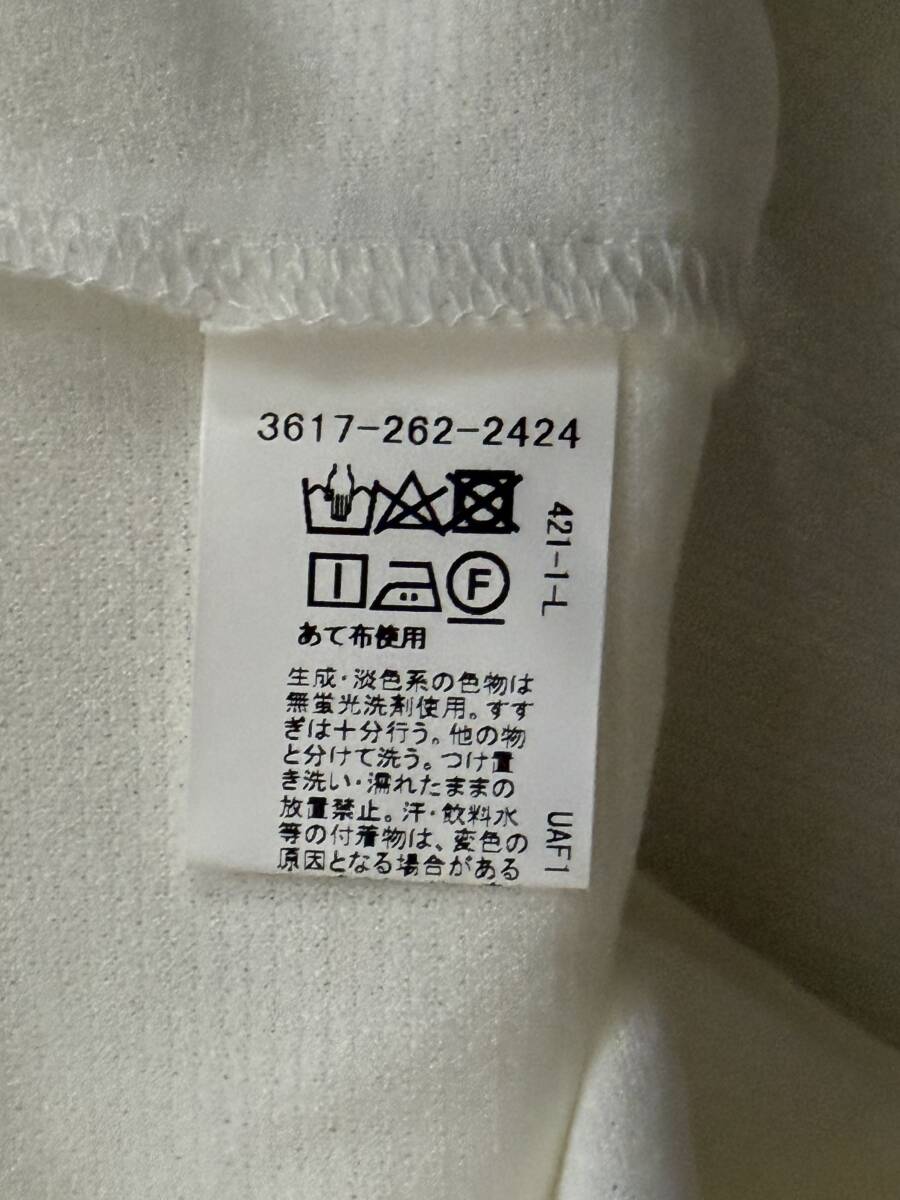 3617-262-2424
F
あて布使用
生成・淡色系の色物は
無蛍光洗剤使用。すす
ぎは十分行う。他の物
と分けて洗う。つけ置
き洗い・濡れたままの
放置禁止。汗・飲料水
等の付着物は、変色の
原因となる場合がある
421-1-L
UAF1